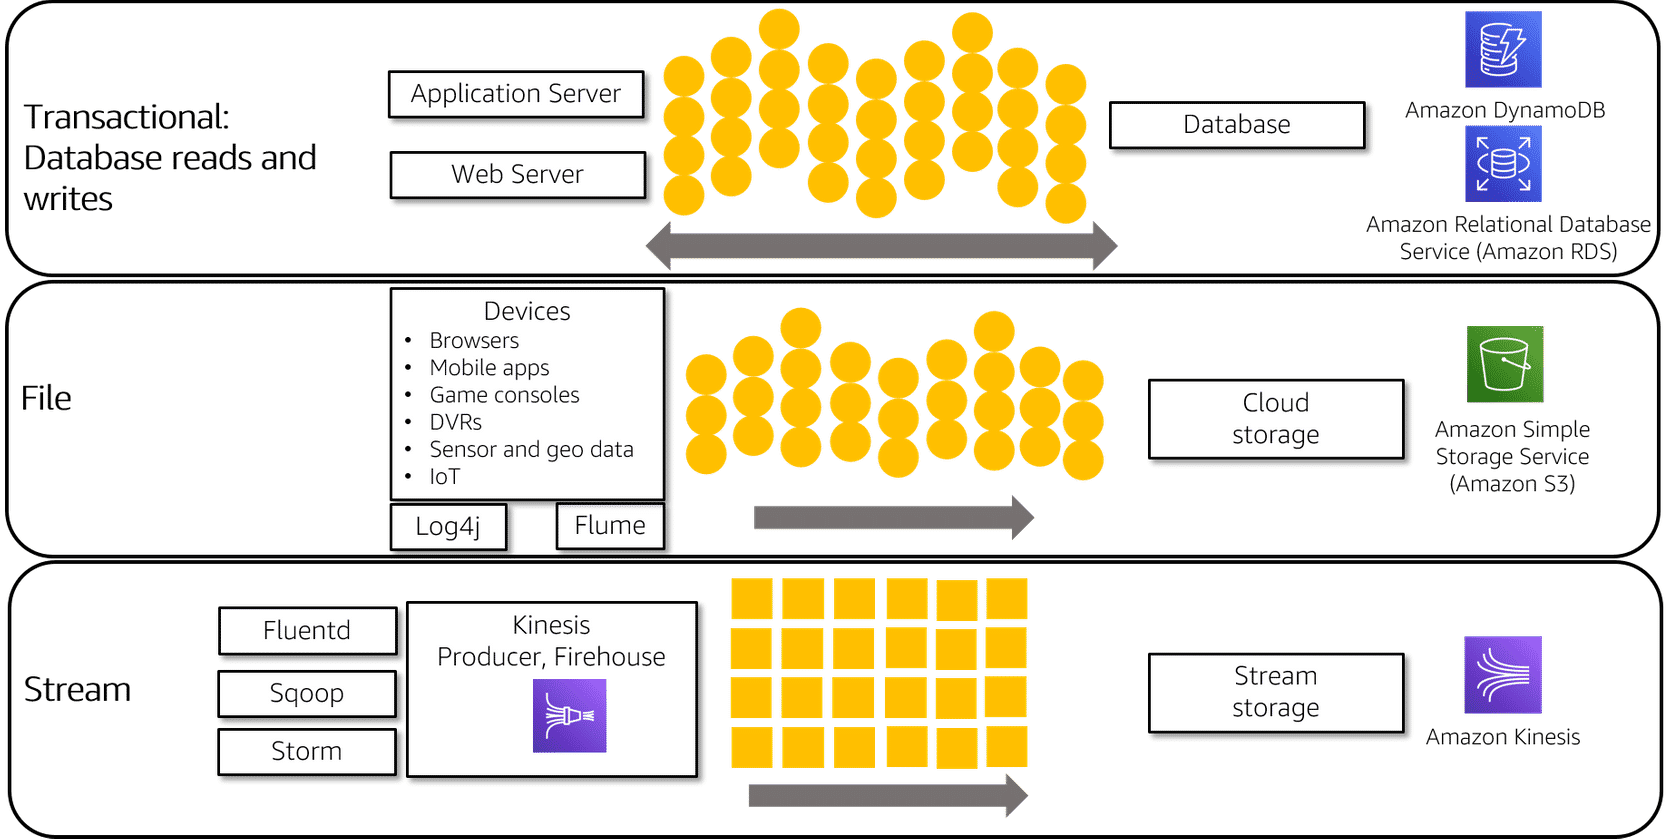 Transactional:
Database reads and
writes
Application Server
Web Server
Database
Amazon DynamoDB
Amazon Relational Database
Service (Amazon RDS)
File
Devices
• Browsers
• Mobile apps
• Game consoles
• DVRs
• Sensor and geo data
• IoT
Log4j
Flume
Cloud
storage
Amazon Simple
Storage Service
(Amazon S3)
Stream
Fluentd
Sqoop
Storm
Kinesis
Producer, Firehouse
Stream
storage
Amazon Kinesis